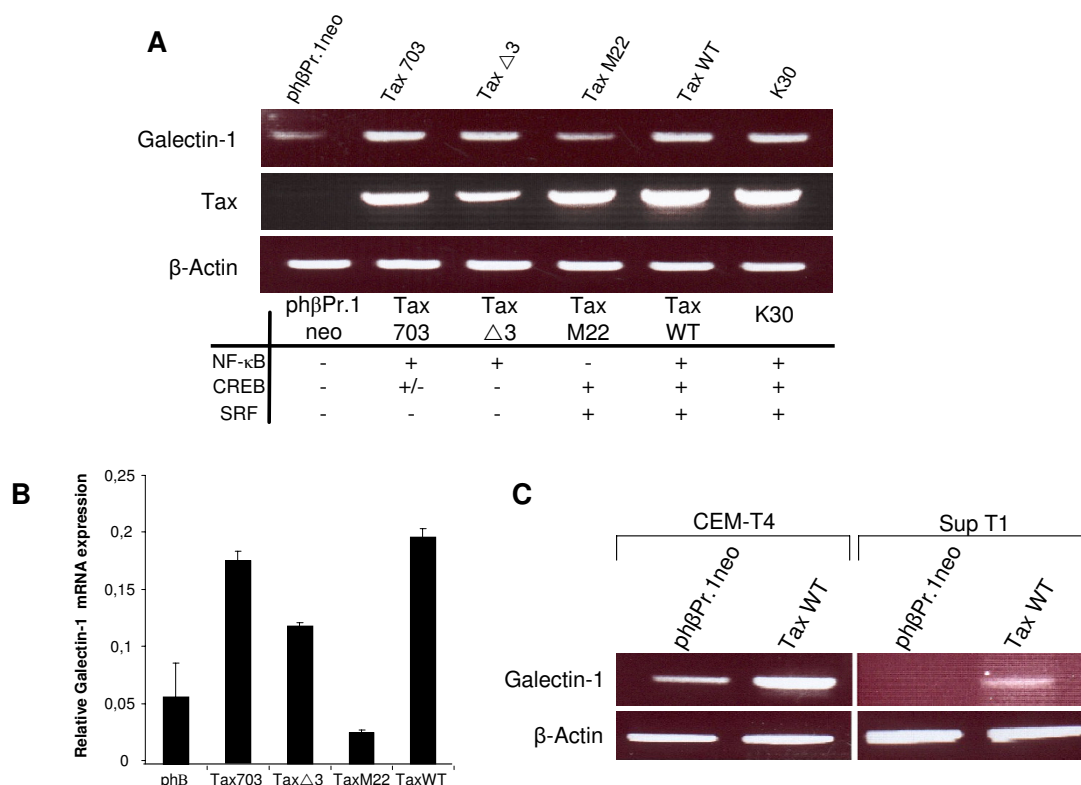 A
phβPr.1neo
Tax 703
Tax △3
Tax M22
Tax WT
K30
Galectin-1
Tax
β-Actin
phβPr.1 neo Tax 703 Tax △3 Tax M22 Tax WT K30
NF-κB - + + - + +
CREB - +/- - + + +
SRF - - - + + +
B
Relative Galectin-1 mRNA expression
0,25
0,2
0,15
0,1
0,05
0
phB Tax703 Tax△3 TaxM22 TaxWT
C
CEM-T4 Sup T1
phβPr.1neo
Tax WT
phβPr.1neo
Tax WT
Galectin-1
β-Actin